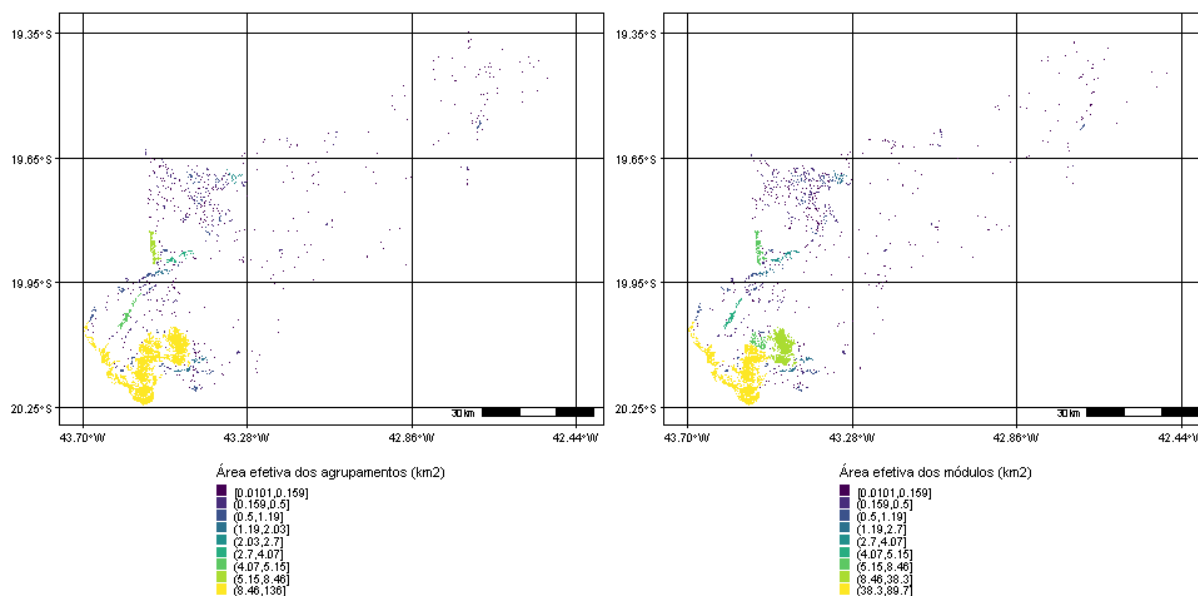 19.35°S
19.65°S
19.95°S
20.25°S
30 km
43.70°W 43.28°W 42.86°W 42.44°W
Área efetiva dos agrupamentos (km2)
[0.0101,0.159]
(0.159,0.5]
(0.5,1.19]
(1.19,2.03]
(2.03,2.7]
(2.7,4.07]
(4.07,5.15]
(5.15,8.46]
(8.46,136]
19.35°S
19.65°S
19.95°S
20.25°S
30 km
43.70°W 43.28°W 42.86°W 42.44°W
Área efetiva dos módulos (km2)
[0.0101,0.159]
(0.159,0.5]
(0.5,1.19]
(1.19,2.7]
(2.7,4.07]
(4.07,5.15]
(5.15,8.46]
(8.46,38.3]
(38.3,89.7]